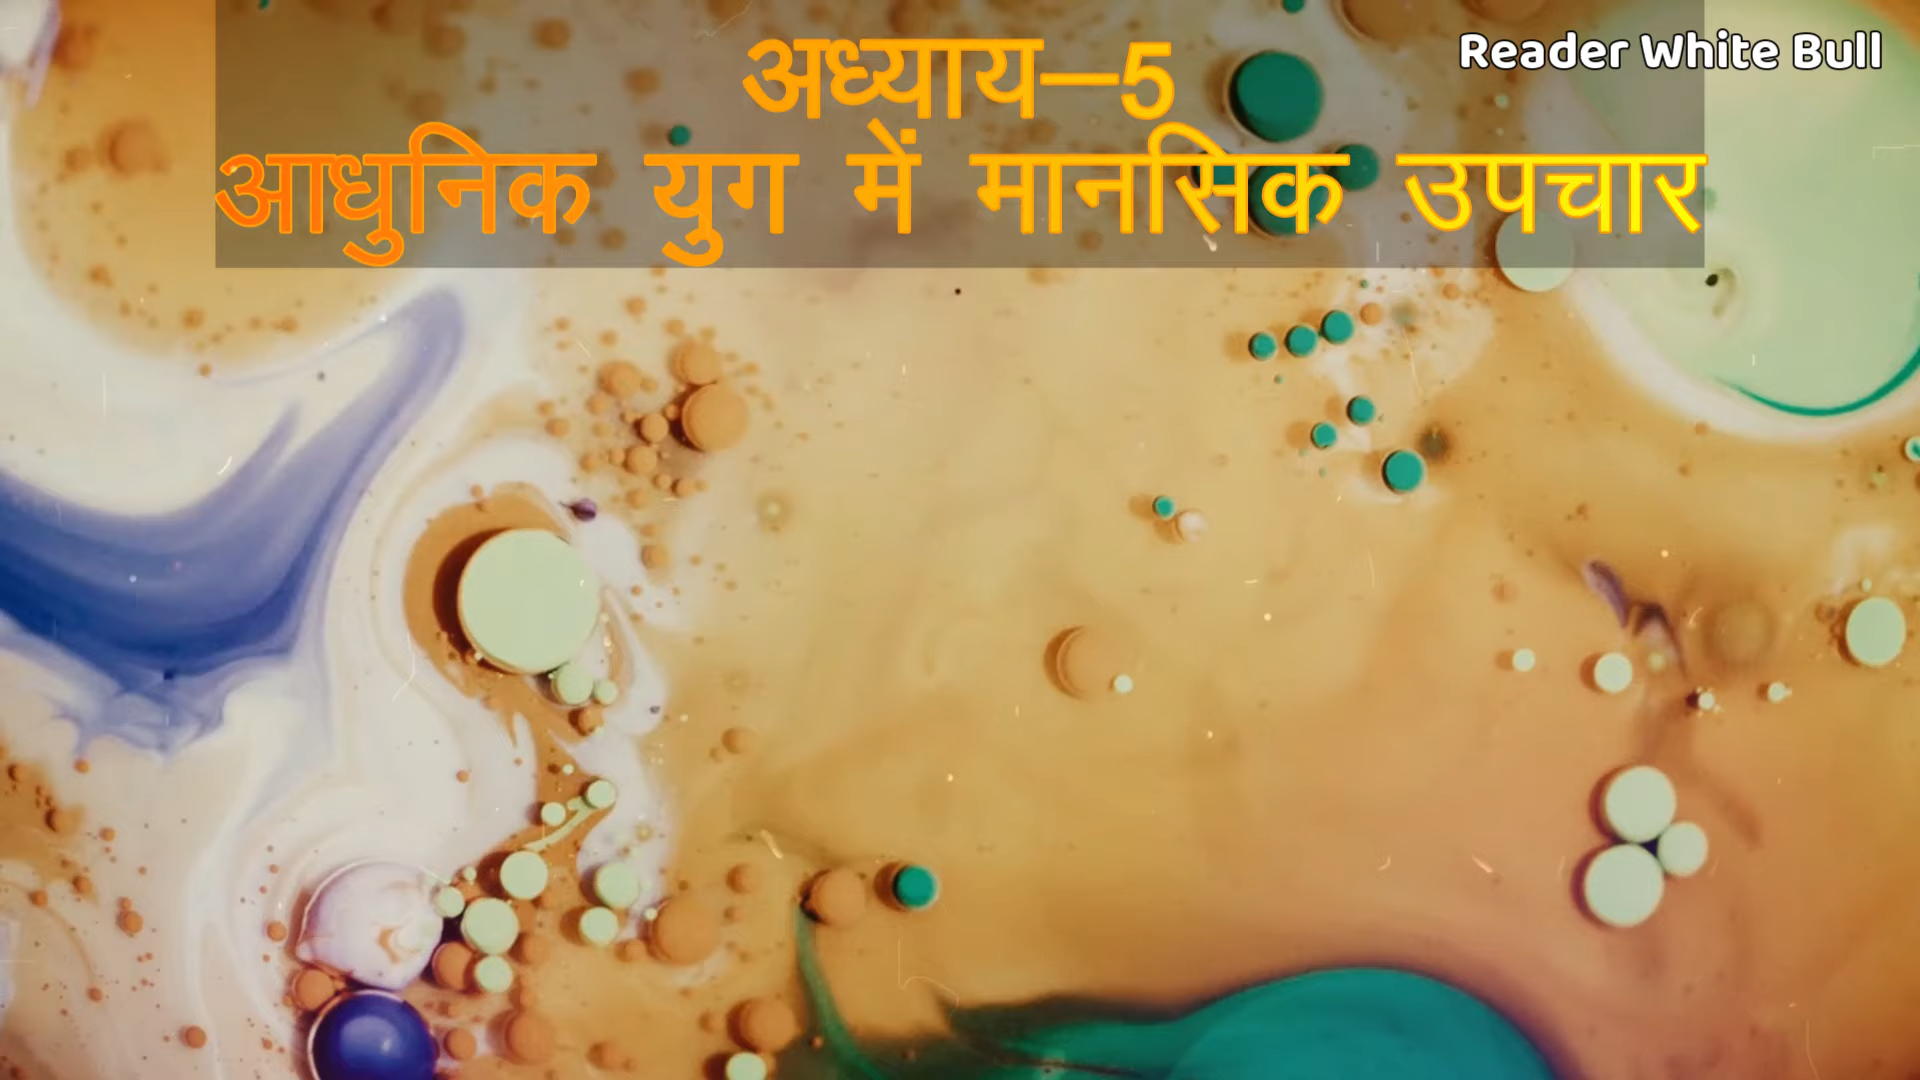 Reader White Bull
अध्याय—5
आधुनिक युग में मानसिक उपचार